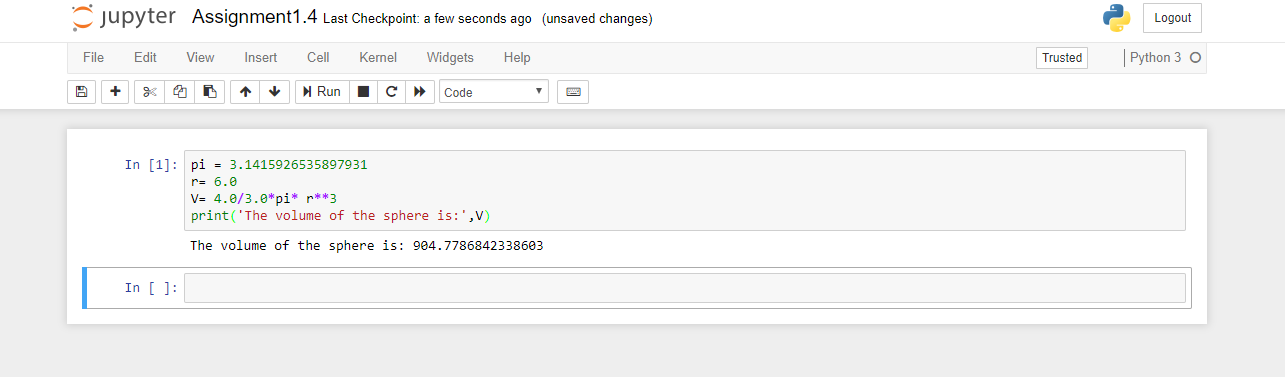 jupyter Assignment1.4 Last Checkpoint: a few seconds ago (unsaved changes) Logout
File Edit View Insert Cell Kernel Widgets Help Trusted Python 3
Run Code
In [1]: pi = 3.1415926535897931
r= 6.0
V= 4.0/3.0*pi* r**3
print('The volume of the sphere is:',V)
The volume of the sphere is: 904.7786842338603
In [ ]: